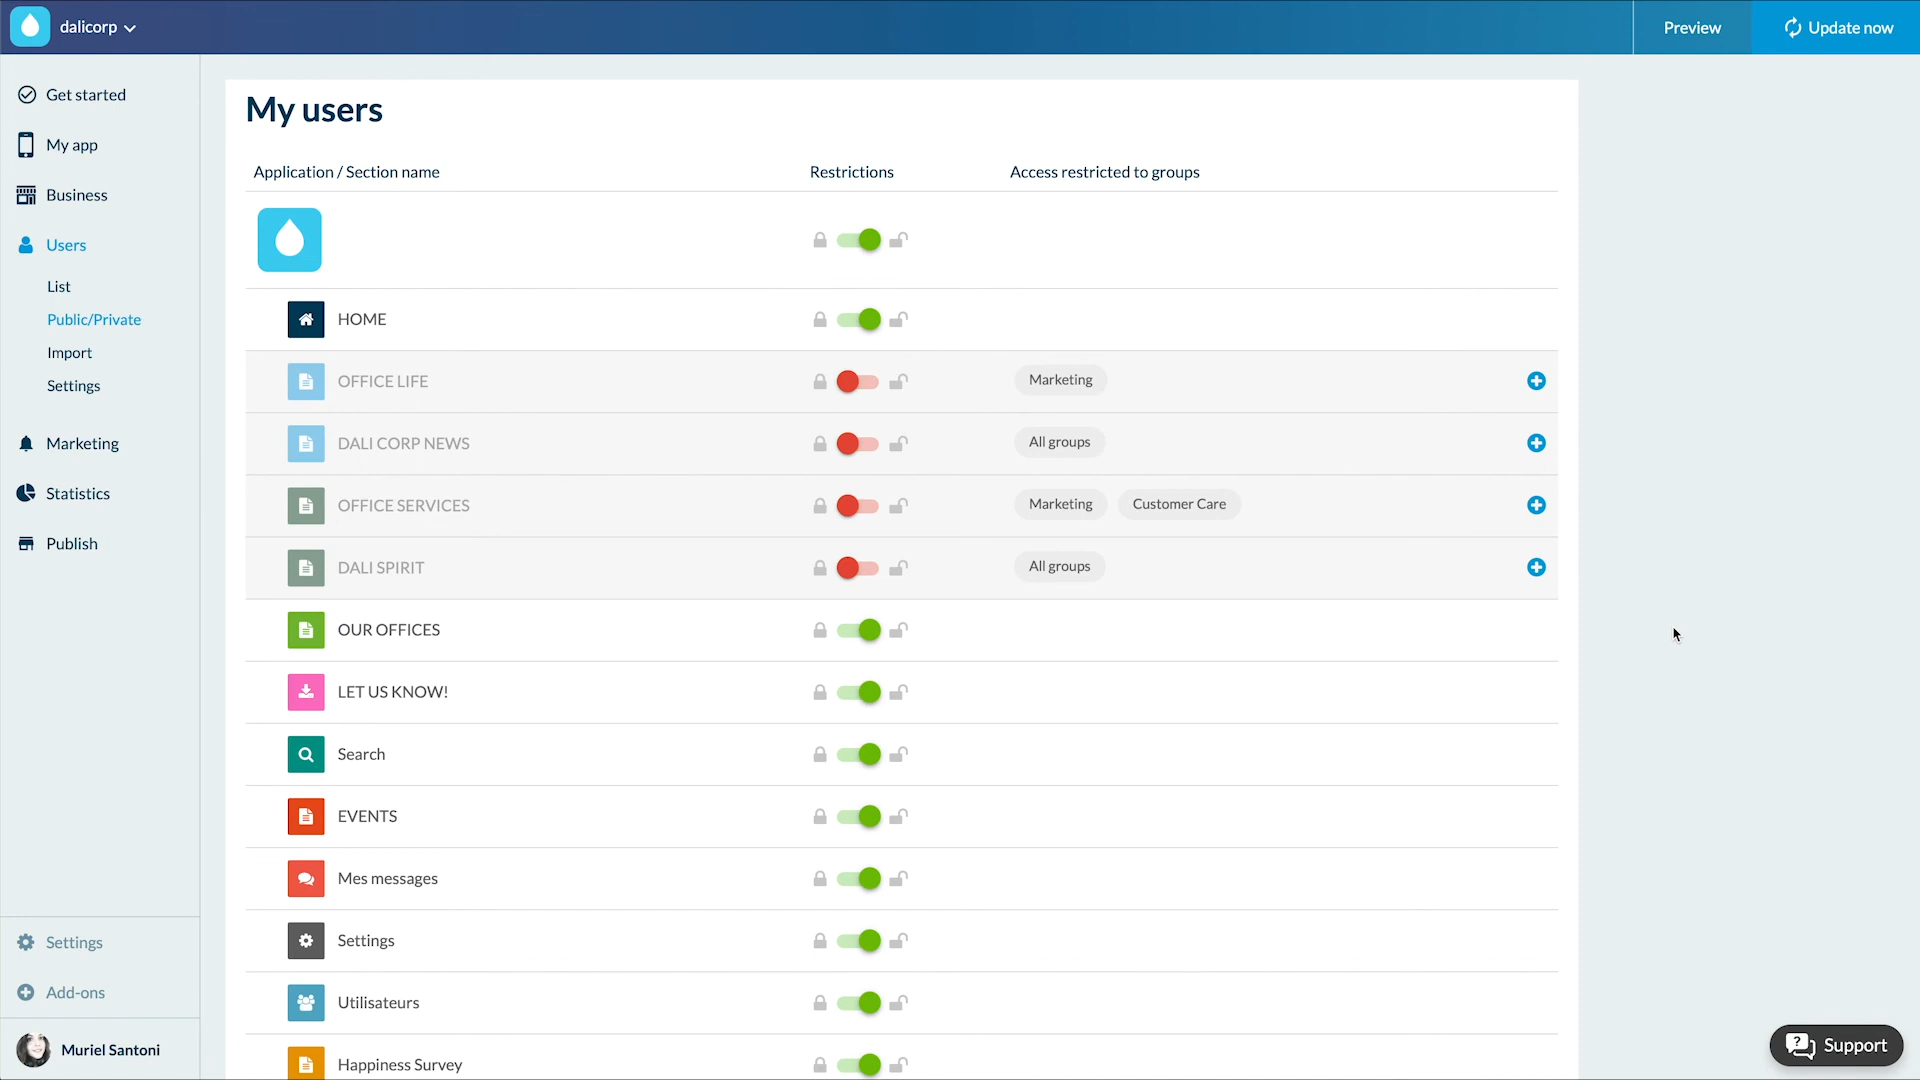 dalicorp
Preview
Update now
Get started
My app
Business
Users
List
Public/Private
Import
Settings
Marketing
Statistics
Publish
Settings
Add-ons
Muriel Santoni
My users
Application / Section name Restrictions Access restricted to groups
HOME
OFFICE LIFE Marketing
DALI CORP NEWS All groups
OFFICE SERVICES Marketing Customer Care
DALI SPIRIT All groups
OUR OFFICES
LET US KNOW!
Search
EVENTS
Mes messages
Settings
Utilisateurs
Happiness Survey
Support